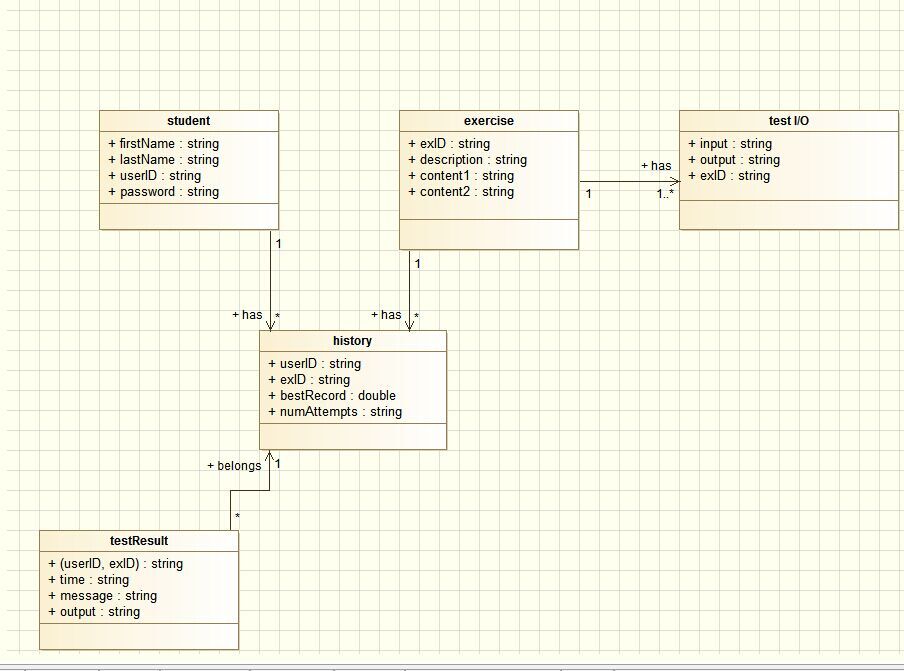 student
+ firstName : string
+ lastName : string
+ userID : string
+ password : string
exercise
+ exID : string
+ description : string
+ content1 : string
+ content2 : string
test I/O
+ input : string
+ output : string
+ exID : string
+ has
1
1..*
1
+ has
*
1
+ has
*
history
+ userID : string
+ exID : string
+ bestRecord : double
+ numAttempts : string
+ belongs
1
*
testResult
+ (userID, exID) : string
+ time : string
+ message : string
+ output : string